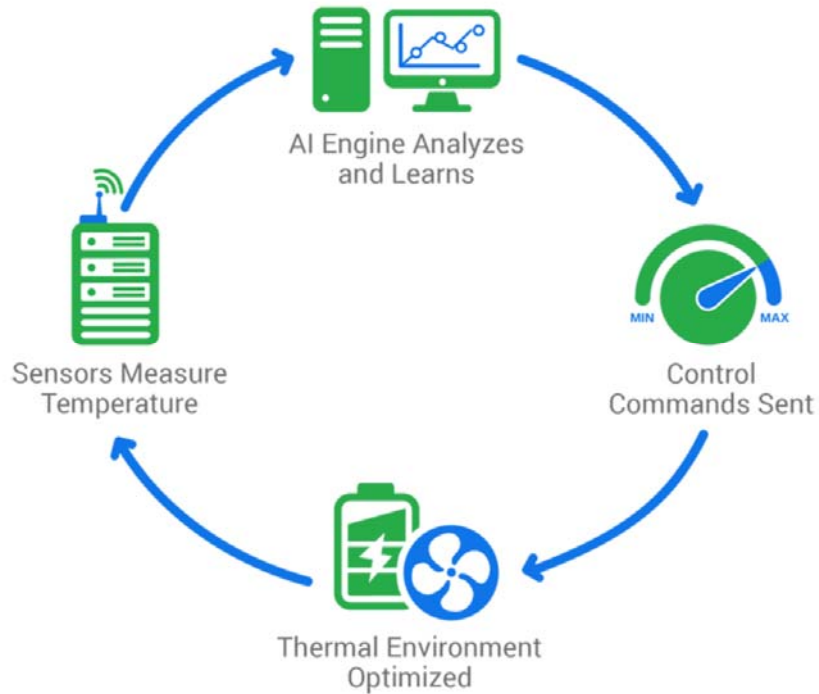 AI Engine Analyzes
and Learns
MIN
MAX
Control
Commands Sent
Sensors Measure
Temperature
Thermal Environment
Optimized